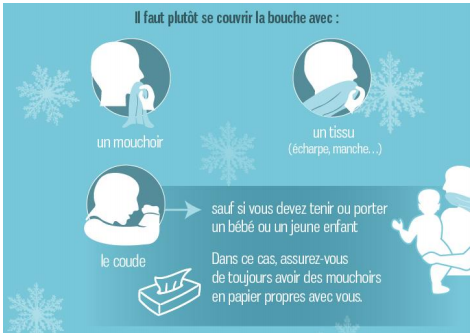 Il faut plutôt se couvrir la bouche avec :
un mouchoir
un tissu
(écharpe, manche...)
le coude
sauf si vous devez tenir ou porter
un bébé ou un jeune enfant
Dans ce cas, assurez-vous
de toujours avoir des mouchoirs
en papier propres avec vous.